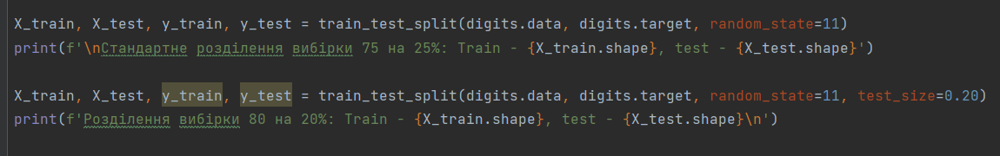 X_train, X_test, y_train, y_test = train_test_split(digits.data, digits.target, random_state=11)
print(f'\nСтандартне розділення вибірки 75 на 25%: Train - {X_train.shape}, test - {X_test.shape}')
X_train, X_test, y_train, y_test = train_test_split(digits.data, digits.target, random_state=11, test_size=0.20)
print(f'Розділення вибірки 80 на 20%: Train - {X_train.shape}, test - {X_test.shape}\n')